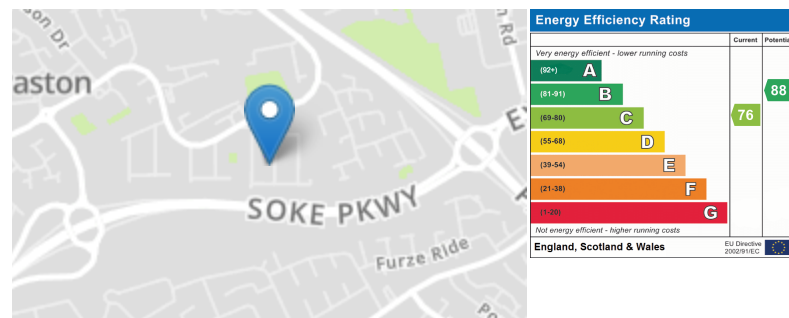 aston
SOKE PKWY
Furze Ride
Rd
Energy Efficiency Rating
Current
Potentia
Very energy efficient - lower running costs
(92+) A
(81-91) B
88
(69-80) C
76
(55-68) D
(39-54) E
(21-38) F
(1-20) G
Not energy efficient - higher running costs
England, Scotland & Wales
EU Directive
2002/91/EC